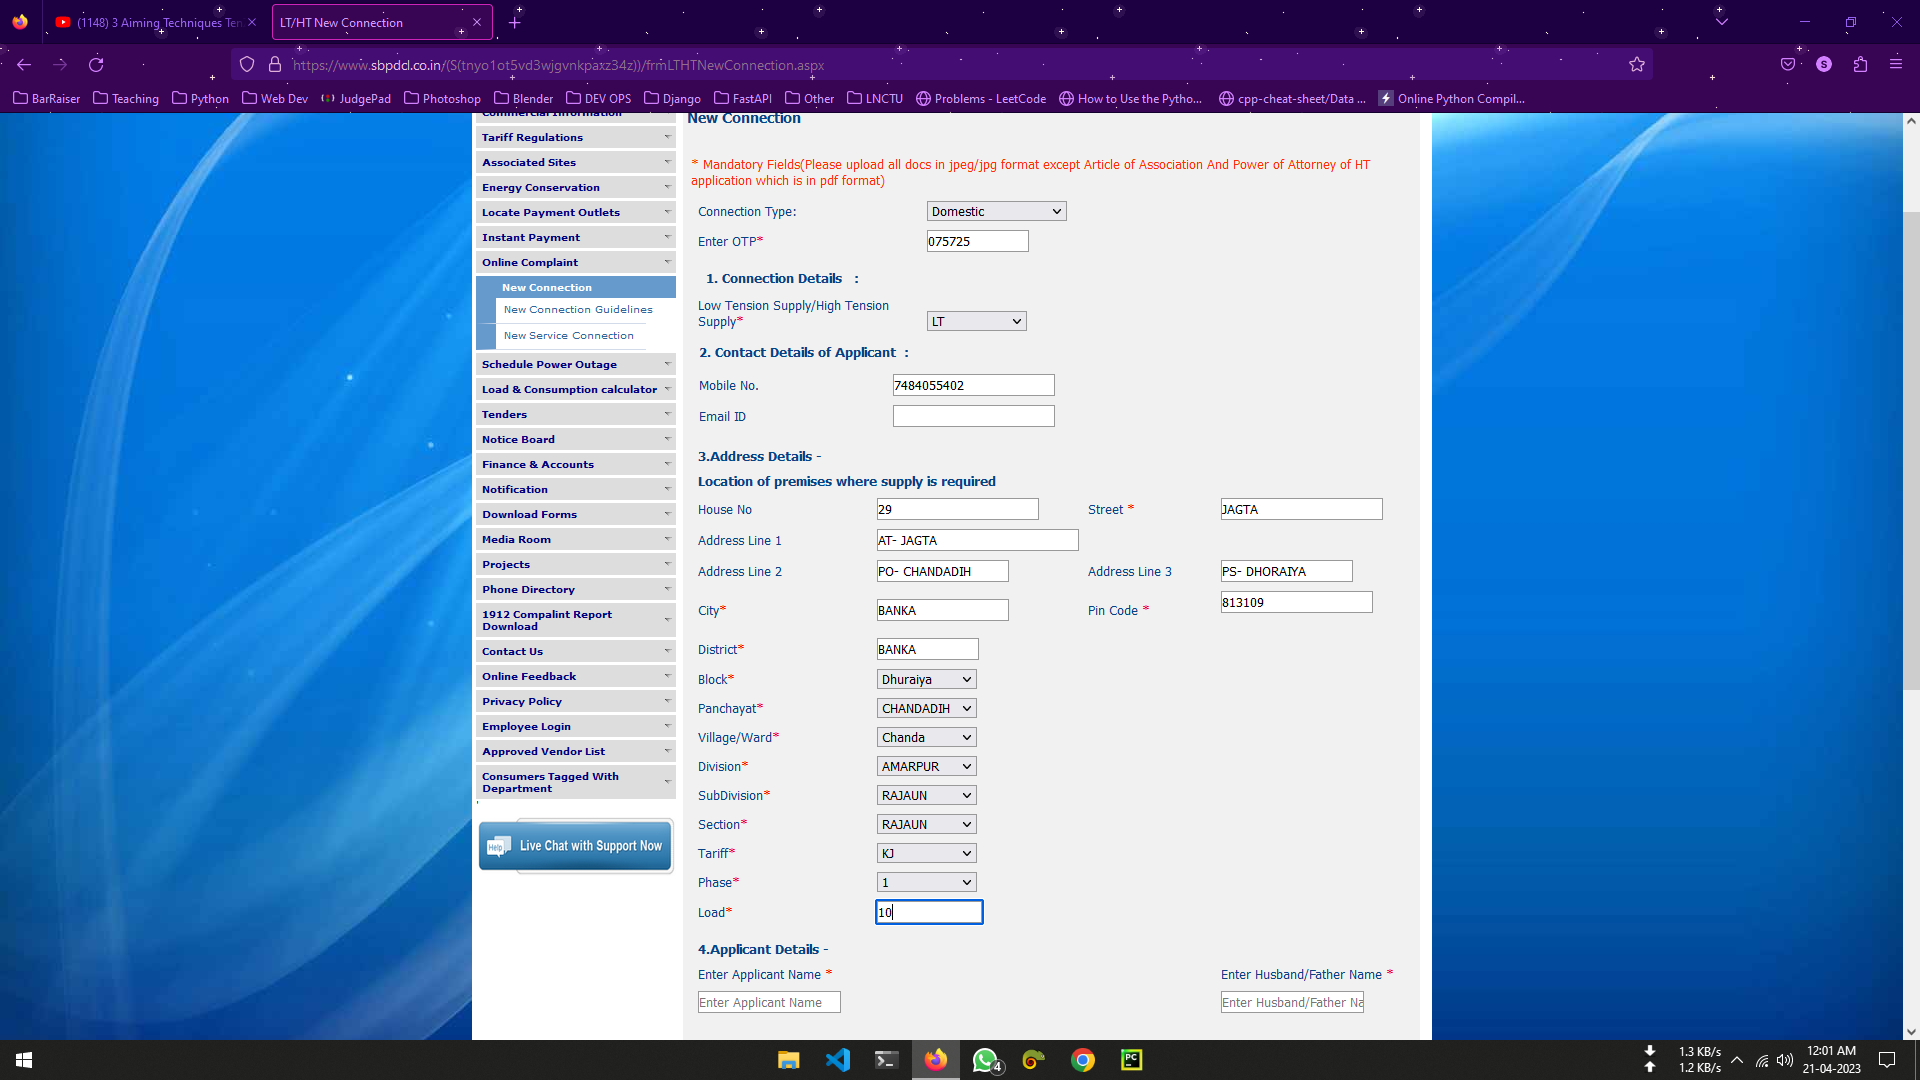 (1148) 3 Aiming Techniques Ten
LT/HT New Connection
https://www.sbpdcl.co.in/(S(tnyo1ot5vd3wjgvnkpaxz34z))/frmLTHTNewConnection.aspx
S
BarRaiser
Teaching
Python
Web Dev
JudgePad
Photoshop
Blender
DEV OPS
Django
FastAPI
Other
LNCTU
Problems - LeetCode
How to Use the Pytho...
cpp-cheat-sheet/Data ...
Online Python Compil...
Commercial Information
Tariff Regulations
Associated Sites
Energy Conservation
Locate Payment Outlets
Instant Payment
Online Complaint
New Connection
New Connection Guidelines
New Service Connection
Schedule Power Outage
Load & Consumption calculator
Tenders
Notice Board
Finance & Accounts
Notification
Download Forms
Media Room
Projects
Phone Directory
1912 Compalint Report
Download
Contact Us
Online Feedback
Privacy Policy
Employee Login
Approved Vendor List
Consumers Tagged With
Department
Help Live Chat with Support Now
New Connection
* Mandatory Fields(Please upload all docs in jpeg/jpg format except Article of Association And Power of Attorney of HT
application which is in pdf format)
Connection Type: Domestic
Enter OTP* 075725
1. Connection Details :
Low Tension Supply/High Tension
Supply* LT
2. Contact Details of Applicant :
Mobile No. 7484055402
Email ID
3.Address Details -
Location of premises where supply is required
House No 29 Street * JAGTA
Address Line 1 AT- JAGTA
Address Line 2 PO- CHANDADIH Address Line 3 PS- DHORAIYA
City* BANKA Pin Code * 813109
District* BANKA
Block* Dhuraiya
Panchayat* CHANDADIH
Village/Ward* Chanda
Division* AMARPUR
SubDivision* RAJAUN
Section* RAJAUN
Tariff* KJ
Phase* 1
Load* 10
4.Applicant Details -
Enter Applicant Name * Enter Husband/Father Name *
Enter Applicant Name Enter Husband/Father Na
4
PC
1.3 KB/s
1.2 KB/s
12:01 AM
21-04-2023